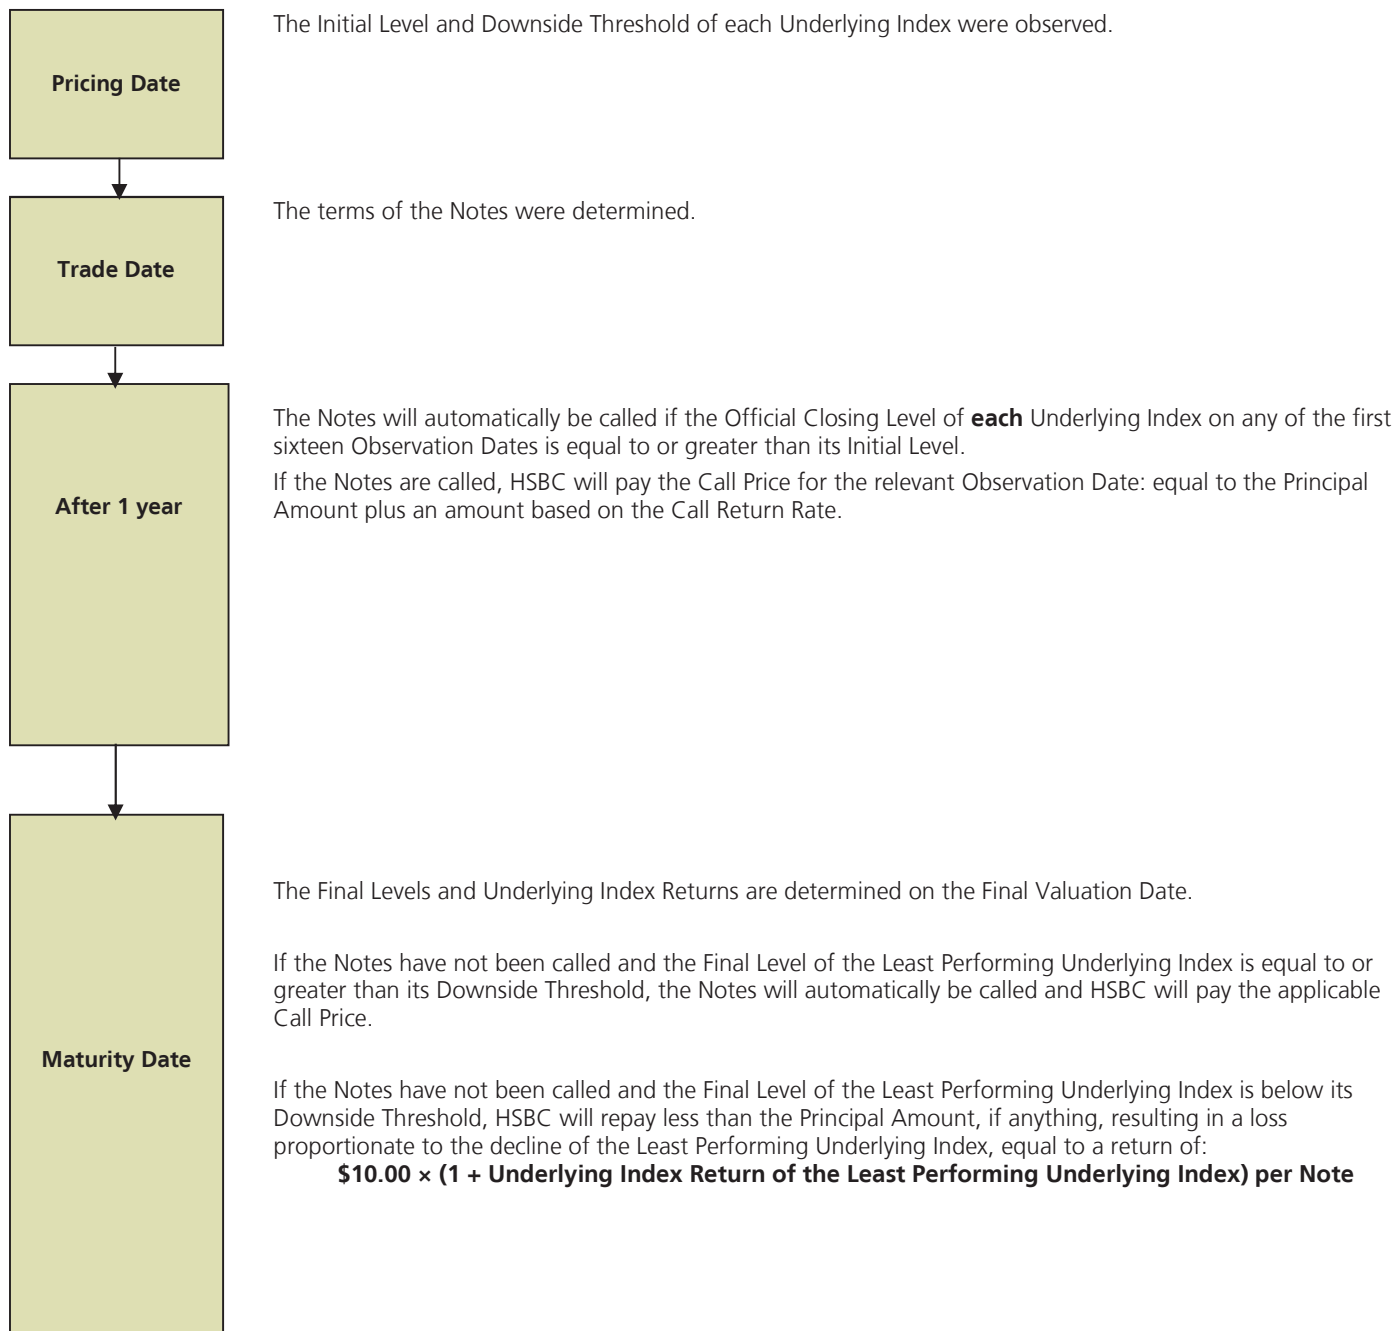 Pricing Date
The Initial Level and Downside Threshold of each Underlying Index were observed.
Trade Date
The terms of the Notes were determined.
After 1 year
The Notes will automatically be called if the Official Closing Level of each Underlying Index on any of the first
sixteen Observation Dates is equal to or greater than its Initial Level.
If the Notes are called, HSBC will pay the Call Price for the relevant Observation Date: equal to the Principal
Amount plus an amount based on the Call Return Rate.
Maturity Date
The Final Levels and Underlying Index Returns are determined on the Final Valuation Date.
If the Notes have not been called and the Final Level of the Least Performing Underlying Index is equal to or
greater than its Downside Threshold, the Notes will automatically be called and HSBC will pay the applicable
Call Price.
If the Notes have not been called and the Final Level of the Least Performing Underlying Index is below its
Downside Threshold, HSBC will repay less than the Principal Amount, if anything, resulting in a loss
proportionate to the decline of the Least Performing Underlying Index, equal to a return of:
$10.00 × (1 + Underlying Index Return of the Least Performing Underlying Index) per Note